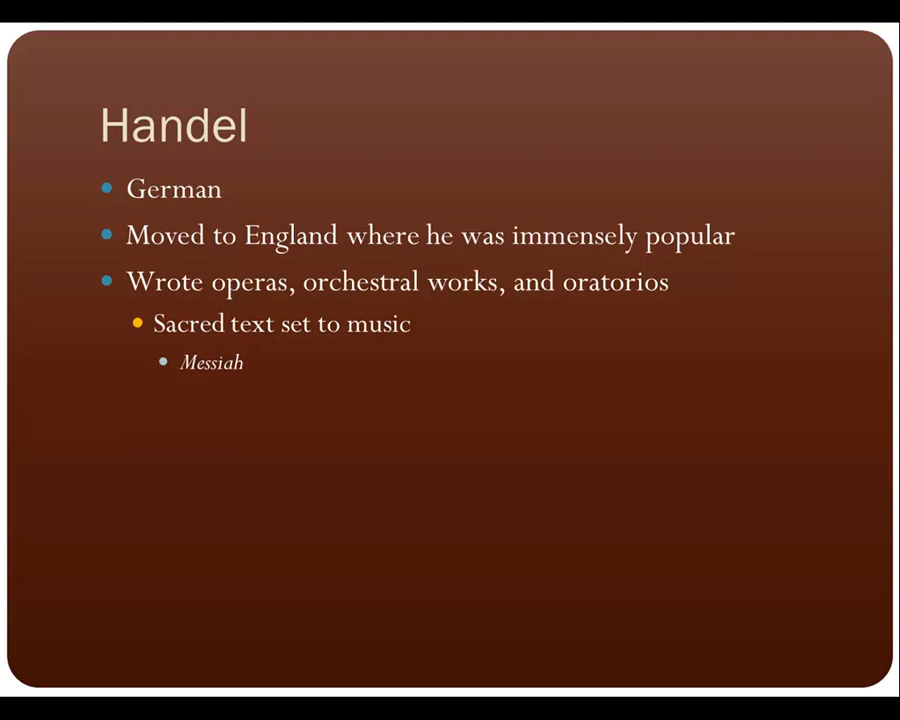 Handel
German
Moved to England where he was immensely popular
Wrote operas, orchestral works, and oratorios
Sacred text set to music
Messiah